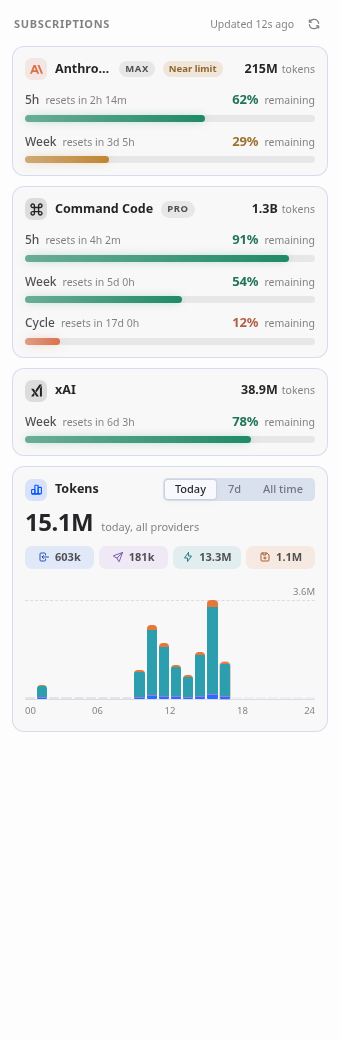 SUBSCRIPTIONS Updated 12s ago
Anthro... MAX Near limit 215M tokens
5h resets in 2h 14m 62% remaining
Week resets in 3d 5h 29% remaining
Command Code PRO 1.3B tokens
5h resets in 4h 2m 91% remaining
Week resets in 5d 0h 54% remaining
Cycle resets in 17d 0h 12% remaining
xAI 38.9M tokens
Week resets in 6d 3h 78% remaining
Tokens Today 7d All time
15.1M today, all providers
603k 181k 13.3M 1.1M
3.6M
00 06 12 18 24